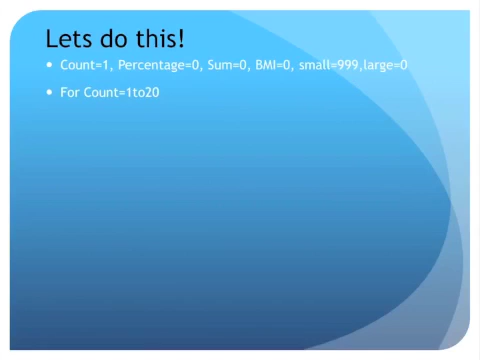 Lets do this!
Count=1, Percentage=0, Sum=0, BMI=0, small=999,large=0
For Count=1to20